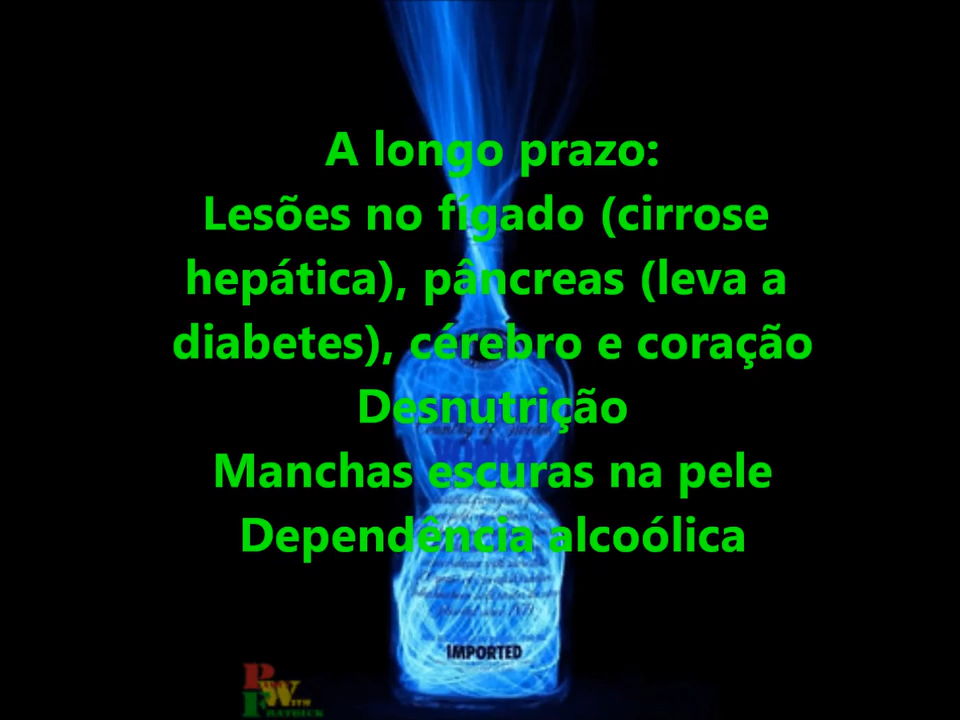 A longo prazo:
Lesões no fígado (cirrose
hepática), pâncreas (leva a
diabetes), cérebro e coração
Desnutrição
VODKA
Manchas escuras na pele
Dependência alcoólica
IMPORTED